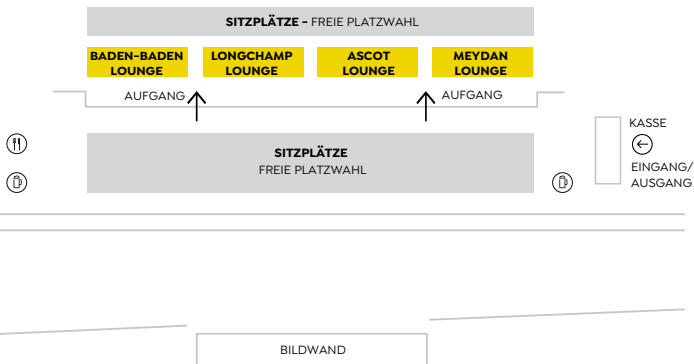 SITZPLÄTZE – FREIE PLATZWAHL
BADEN-BADEN
LOUNGE
LONGCHAMP
LOUNGE
ASCOT
LOUNGE
MEYDAN
LOUNGE
AUFGANG
AUFGANG
KASSE
EINGANG/
AUSGANG
SITZPLÄTZE
FREIE PLATZWAHL
BILDWAND